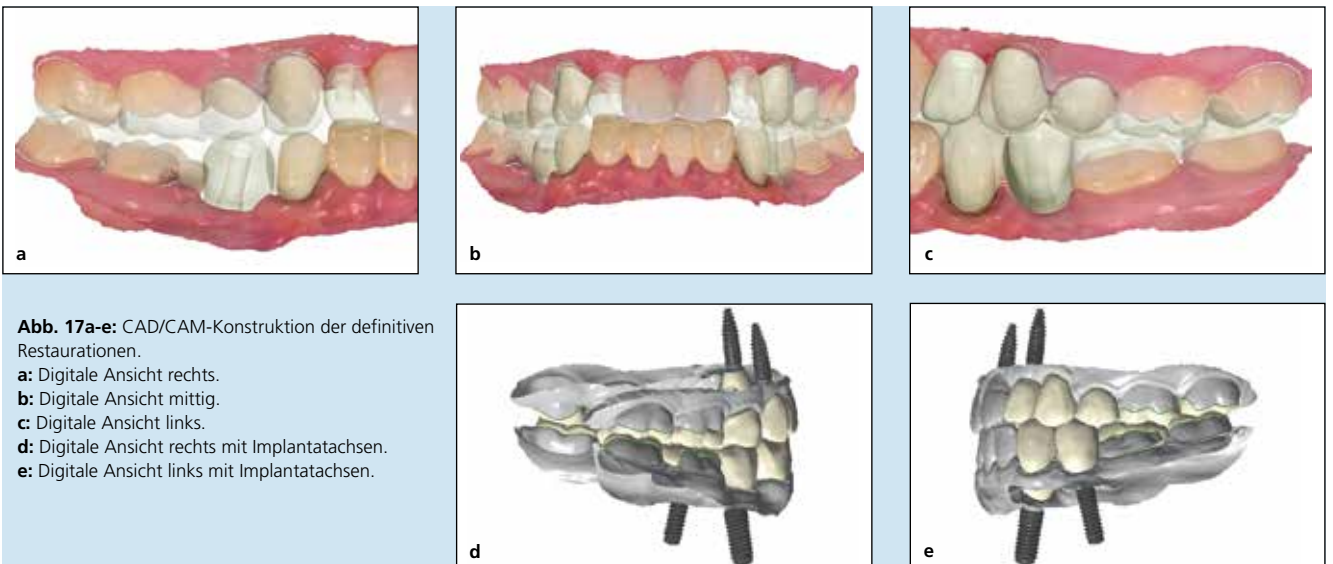 a
b
c
Abb. 17a-e: CAD/CAM-Konstruktion der definitiven
Restaurationen.
a: Digitale Ansicht rechts.
b: Digitale Ansicht mittig.
c: Digitale Ansicht links.
d: Digitale Ansicht rechts mit Implantatachsen.
e: Digitale Ansicht links mit Implantatachsen.
d
e